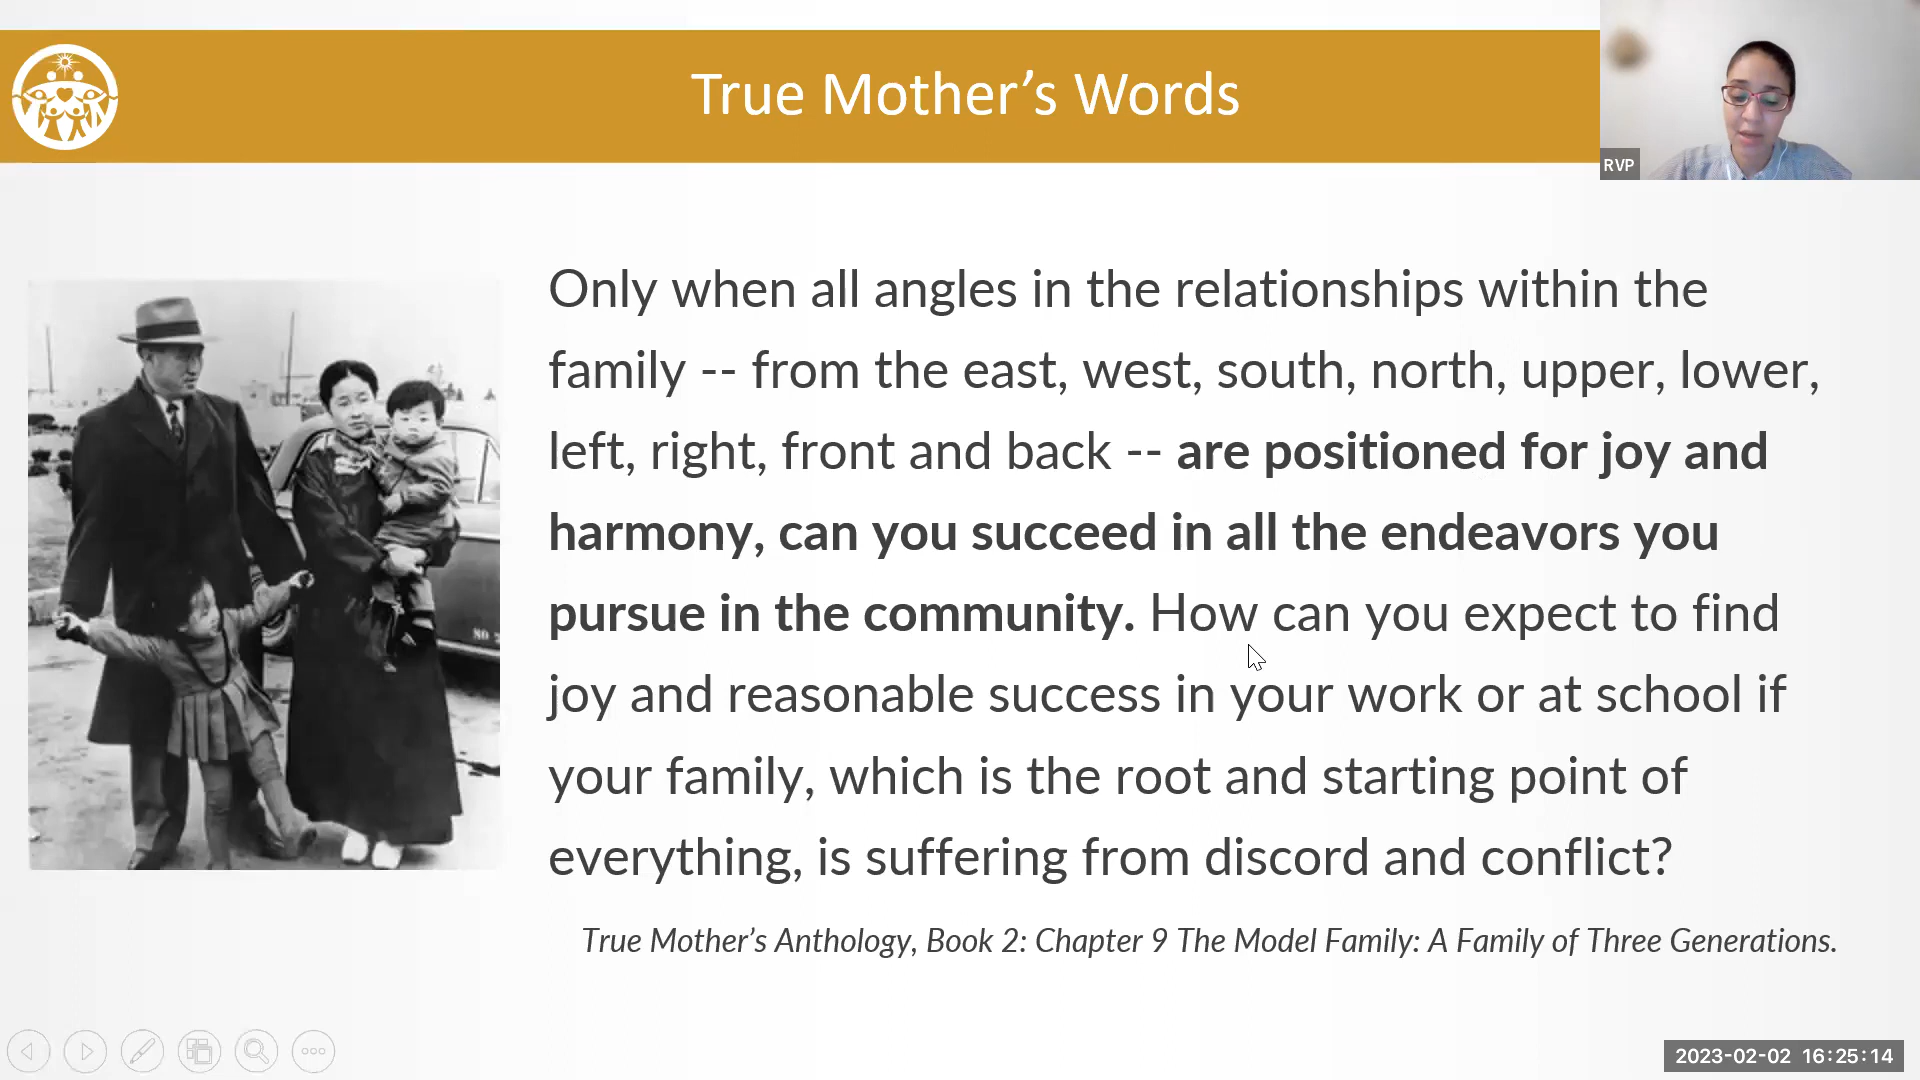 True Mother’s Words
RVP
Only when all angles in the relationships within the
family -- from the east, west, south, north, upper, lower,
left, right, front and back -- are positioned for joy and
harmony, can you succeed in all the endeavors you
pursue in the community. How can you expect to find
joy and reasonable success in your work or at school if
your family, which is the root and starting point of
everything, is suffering from discord and conflict?
True Mother’s Anthology, Book 2: Chapter 9 The Model Family: A Family of Three Generations.
2023-02-02 16:25:14